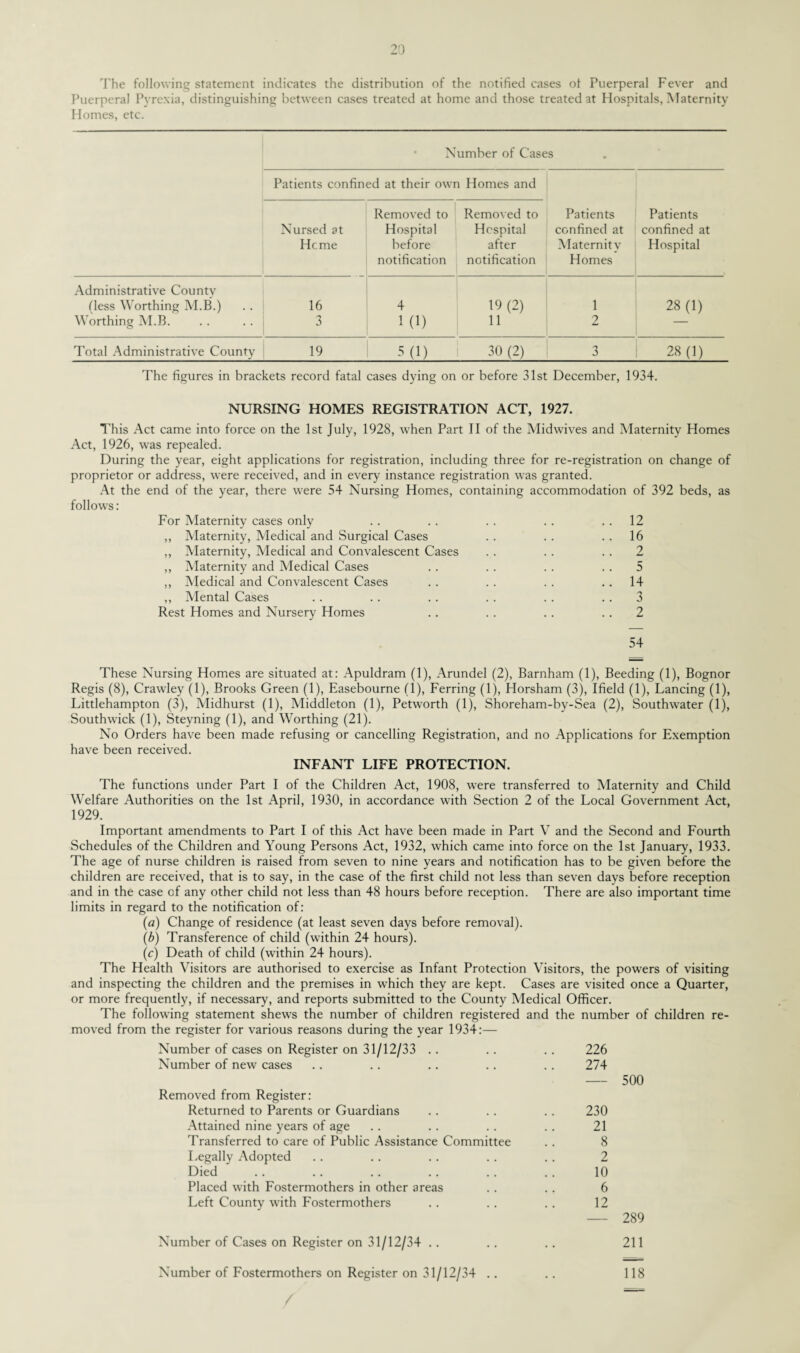 20
The following statement indicates the distribution of the notified cases of Puerperal Fever and
Puerperal Pyrexia, distinguishing between cases treated at home and those treated at Hospitals, Maternity
Homes, etc.
Number of Cases
Patients confined at their own Homes and
Nursed at Home | Removed to Hospital before notification | Removed to Hospital after notification | Patients confined at Maternity Homes | Patients confined at Hospital
Administrative County
(less Worthing M.B.) .. 16 4 19 (2) 1 28 (1)
Worthing M.B. .. .. 3 1 (1) 11 2 —
Total Administrative County 19 5 (1) 30 (2) 3 28 (1)
The figures in brackets record fatal cases dying on or before 31st December, 1934.
NURSING HOMES REGISTRATION ACT, 1927.
This Act came into force on the 1st July, 1928, when Part II of the Midwives and Maternity Homes
Act, 1926, was repealed.
During the year, eight applications for registration, including three for re-registration on change of
proprietor or address, were received, and in every instance registration was granted.
At the end of the year, there were 54 Nursing Homes, containing accommodation of 392 beds, as
follows:
For Maternity cases only .. .. .. .. .. 12
,, Maternity, Medical and Surgical Cases .. .. .. 16
,, Maternity, Medical and Convalescent Cases .. .. .. 2
,, Maternity and Medical Cases .. .. .. .. 5
,, Medical and Convalescent Cases .. .. .. .. 14
,, Mental Cases .. .. .. .. .. .. 3
Rest Homes and Nursery Homes .. .. .. .. 2
54
These Nursing Homes are situated at: Apuldram (1), Arundel (2), Barnham (1), Beeding (1), Bognor
Regis (8), Crawley (1), Brooks Green (1), Easebourne (1), Ferring (1), Horsham (3), Ifield (1), Lancing (1),
Littlehampton (3), Midhurst (1), Middleton (1), Petworth (1), Shoreham-by-Sea (2), Southwater (1),
Southwick (1), Steyning (1), and Worthing (21).
No Orders have been made refusing or cancelling Registration, and no Applications for Exemption
have been received.
INFANT LIFE PROTECTION.
The functions under Part I of the Children Act, 1908, were transferred to Maternity and Child
Welfare Authorities on the 1st April, 1930, in accordance with Section 2 of the Local Government Act,
1929.
Important amendments to Part I of this Act have been made in Part V and the Second and Fourth
Schedules of the Children and Young Persons Act, 1932, which came into force on the 1st January, 1933.
The age of nurse children is raised from seven to nine years and notification has to be given before the
children are received, that is to say, in the case of the first child not less than seven days before reception
and in the case of any other child not less than 48 hours before reception. There are also important time
limits in regard to the notification of:
(a) Change of residence (at least seven days before removal).
(b) Transference of child (within 24 hours).
(c) Death of child (within 24 hours).
The Health Visitors are authorised to exercise as Infant Protection Visitors, the powers of visiting
and inspecting the children and the premises in which they are kept. Cases are visited once a Quarter,
or more frequently, if necessary, and reports submitted to the County Medical Officer.
The following statement shews the number of children registered and the number of children re-
moved from the register for various reasons during the year 1934:—
Number of cases on Register on 31/12/33 .. .. .. 226
Number of new cases .. .. .. .. .. 274
— 500
Removed from Register:
Returned to Parents or Guardians .. .. .. 230
Attained nine years of age .. .. .. .. 21
Transferred to care of Public Assistance Committee .. 8
Legally Adopted .. .. .. .. .. 2
Died .. .. .. .. .. .. 10
Placed with Fostermothers in other areas .. .. 6
Left County with Fostermothers .. .. .. 12
— 289
Number of Cases on Register on 31/12/34 .. .. .. 211
Number of Fostermothers on Register on 31/12/34 .. .. 118